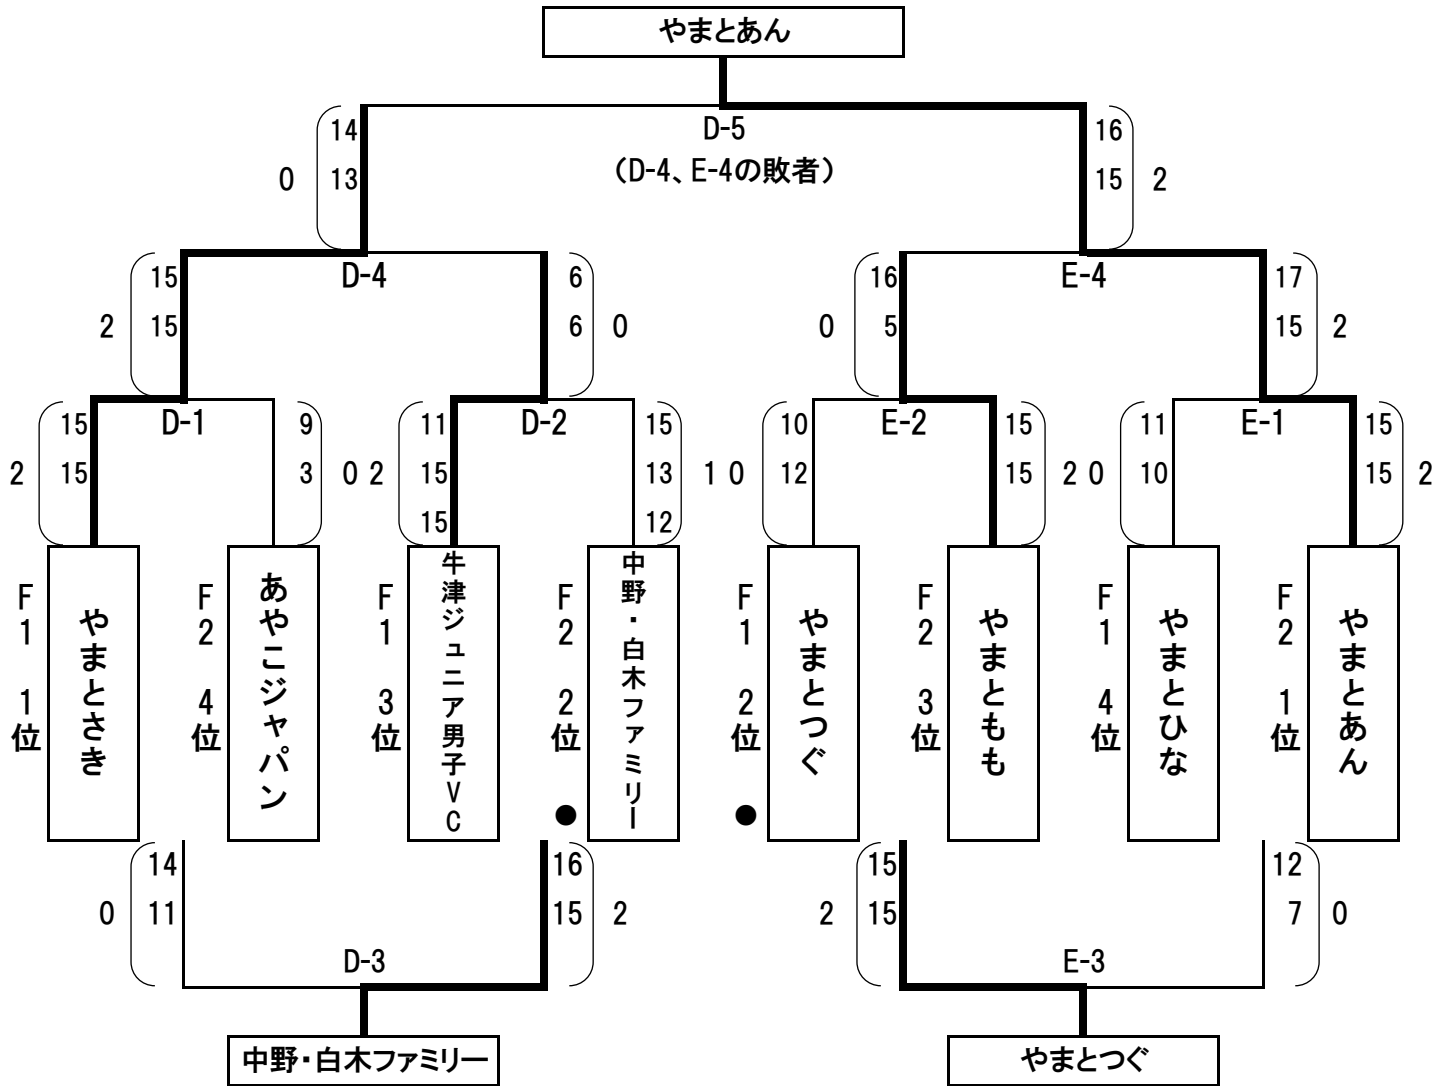 やまとあん
D-5
（D-4、E-4の敗者）
14 16
0 13 15 2
D-4 E-4
15 6 16 17
2 15 6 0 0 5 15 2
D-1 D-2 E-2 E-1
15 9 11 15 10 15 11 15
2 15 3 0 2 15 13 1 0 12 15 2 0 10 15 2
15 12
F1 1位
やまとさき
F2 4位
あやこジャパン
F1 3位
牛津ジュニア男子VC
F2 2位
●
中野・白木ファミリー
F1 2位
●
やまとつぐ
F2 3位
やまともも
F1 4位
やまとひな
F2 1位
やまとあん
14 16 15 12
0 11 15 2 2 15 7 0
D-3 E-3
中野・白木ファミリー
やまとつぐ